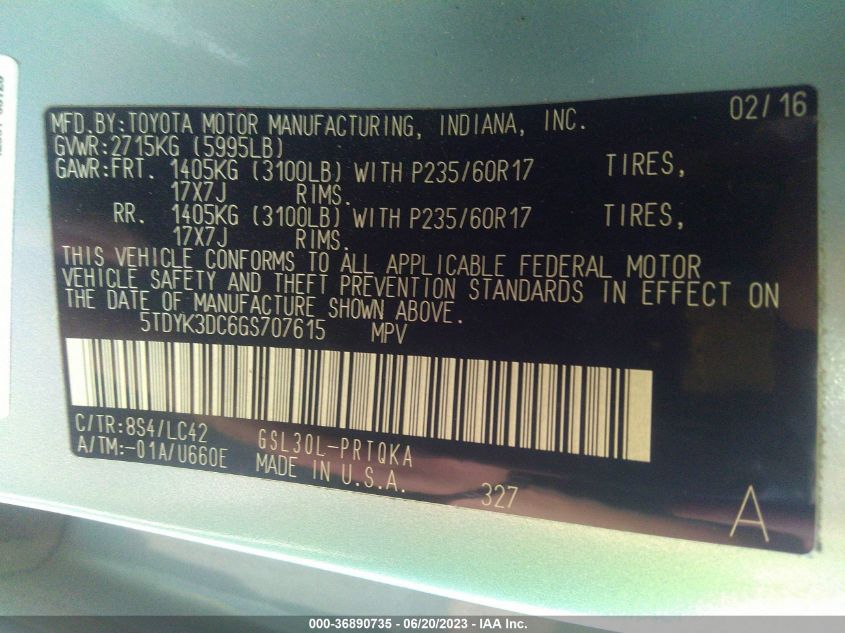 02/16
MFD.BY:TOYOTA MOTOR MANUFACTURING, INDIANA, INC.
GVWR:2715KG (5995LB)
GAWR:FRT. 1405KG (3100LB) WITH P235/60R17 TIRES,
17X7J RIMS.
RR. 1405KG (3100LB) WITH P235/60R17 TIRES,
17X7J RIMS.
THIS VEHICLE CONFORMS TO ALL APPLICABLE FEDERAL MOTOR
VEHICLE SAFETY AND THEFT PREVENTION STANDARDS IN EFFECT ON
THE DATE OF MANUFACTURE SHOWN ABOVE.
5TDYK3DC6GS707615 MPV
C/TR:8S4/LC42 GSL30L-PRTQKA
A/TM:-01A/U660E MADE IN U.S.A. 327
A
000-36890735 - 06/20/2023 - IAA Inc.